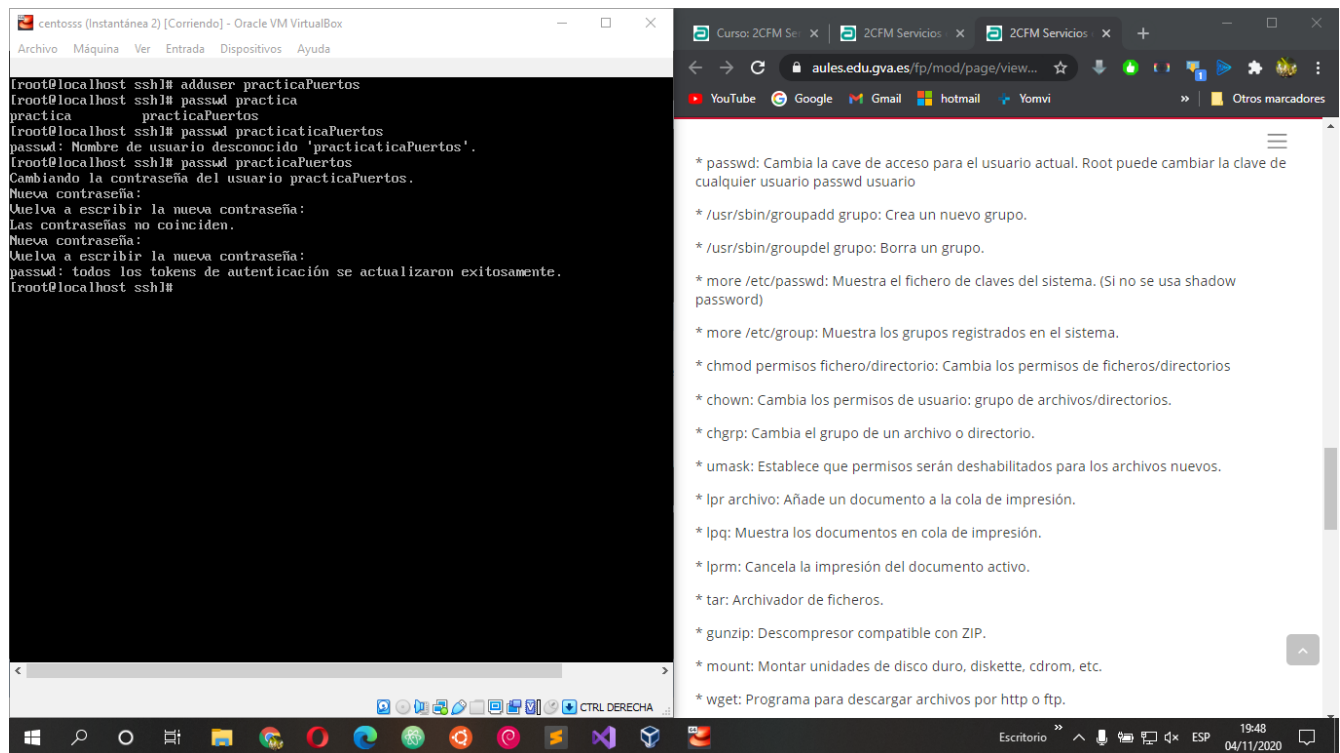 centosss (Instantánea 2) [Corriendo] - Oracle VM VirtualBox
Archivo Máquina Ver Entrada Dispositivos Ayuda
[root@localhost ssh]# adduser practicaPuertos
[root@localhost ssh]# passwd practica
practica practicaPuertos
[root@localhost ssh]# passwd practicaticaPuertos
passwd: Nombre de usuario desconocido 'practicaticaPuertos'.
[root@localhost ssh]# passwd practicaPuertos
Cambiando la contraseña del usuario practicaPuertos.
Nueva contraseña:
Vuelva a escribir la nueva contraseña:
Las contraseñas no coinciden.
Nueva contraseña:
Vuelva a escribir la nueva contraseña:
passwd: todos los tokens de autenticación se actualizaron exitosamente.
[root@localhost ssh]#
CTRL DERECHA
Curso: 2CFM Se
2CFM Servicios
2CFM Servicios
aules.edu.gva.es/fp/mod/page/view...
1
YouTube Google Gmail hotmail Yomvi » Otros marcadores
* passwd: Cambia la cave de acceso para el usuario actual. Root puede cambiar la clave de
cualquier usuario passwd usuario
* /usr/sbin/groupadd grupo: Crea un nuevo grupo.
* /usr/sbin/groupdel grupo: Borra un grupo.
* more /etc/passwd: Muestra el fichero de claves del sistema. (Si no se usa shadow
password)
* more /etc/group: Muestra los grupos registrados en el sistema.
* chmod permisos fichero/directorio: Cambia los permisos de ficheros/directorios
* chown: Cambia los permisos de usuario: grupo de archivos/directorios.
* chgrp: Cambia el grupo de un archivo o directorio.
* umask: Establece que permisos serán deshabilitados para los archivos nuevos.
* lpr archivo: Añade un documento a la cola de impresión.
* lpq: Muestra los documentos en cola de impresión.
* lprm: Cancela la impresión del documento activo.
* tar: Archivador de ficheros.
* gunzip: Descompresor compatible con ZIP.
* mount: Montar unidades de disco duro, diskette, cdrom, etc.
* wget: Programa para descargar archivos por http o ftp.
Escritorio » ESP
19:48
04/11/2020